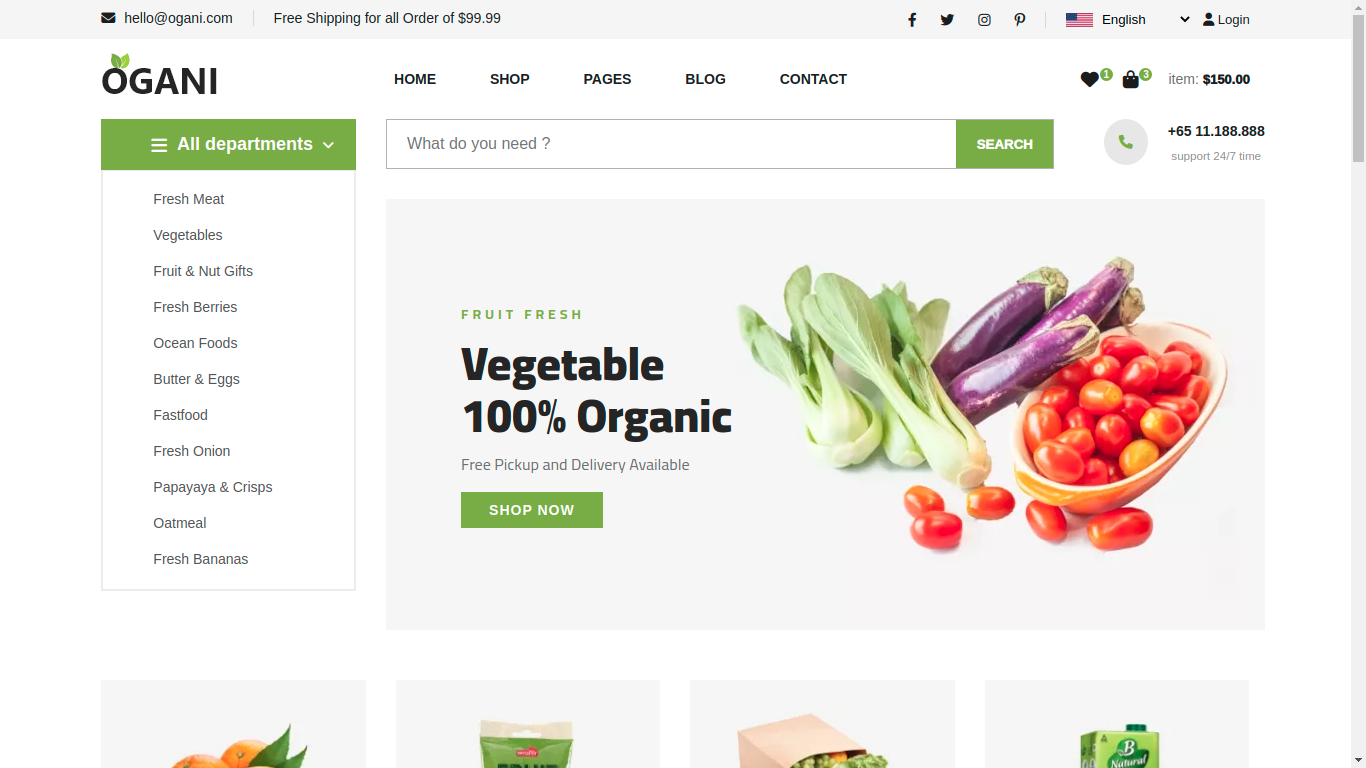 hello@ogani.com
Free Shipping for all Order of $99.99
English
Login
OGANI
HOME
SHOP
PAGES
BLOG
CONTACT
1
3
item: $150.00
All departments
What do you need ?
SEARCH
+65 11.188.888
support 24/7 time
Fresh Meat
Vegetables
Fruit & Nut Gifts
Fresh Berries
Ocean Foods
Butter & Eggs
Fastfood
Fresh Onion
Papayaya & Crisps
Oatmeal
Fresh Bananas
FRUIT FRESH
Vegetable
100% Organic
Free Pickup and Delivery Available
SHOP NOW
FRUIT
B
Natural